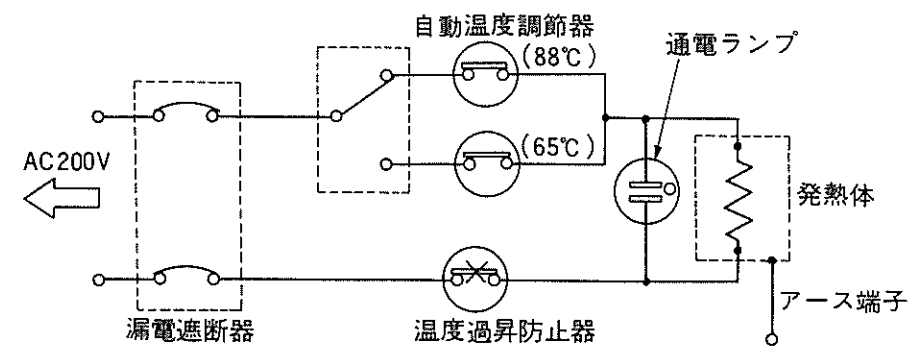 自動温度調節器
(88℃)
通電ランプ
(65℃)
AC200V
発熱体
アース端子
漏電遮断器
温度過昇防止器